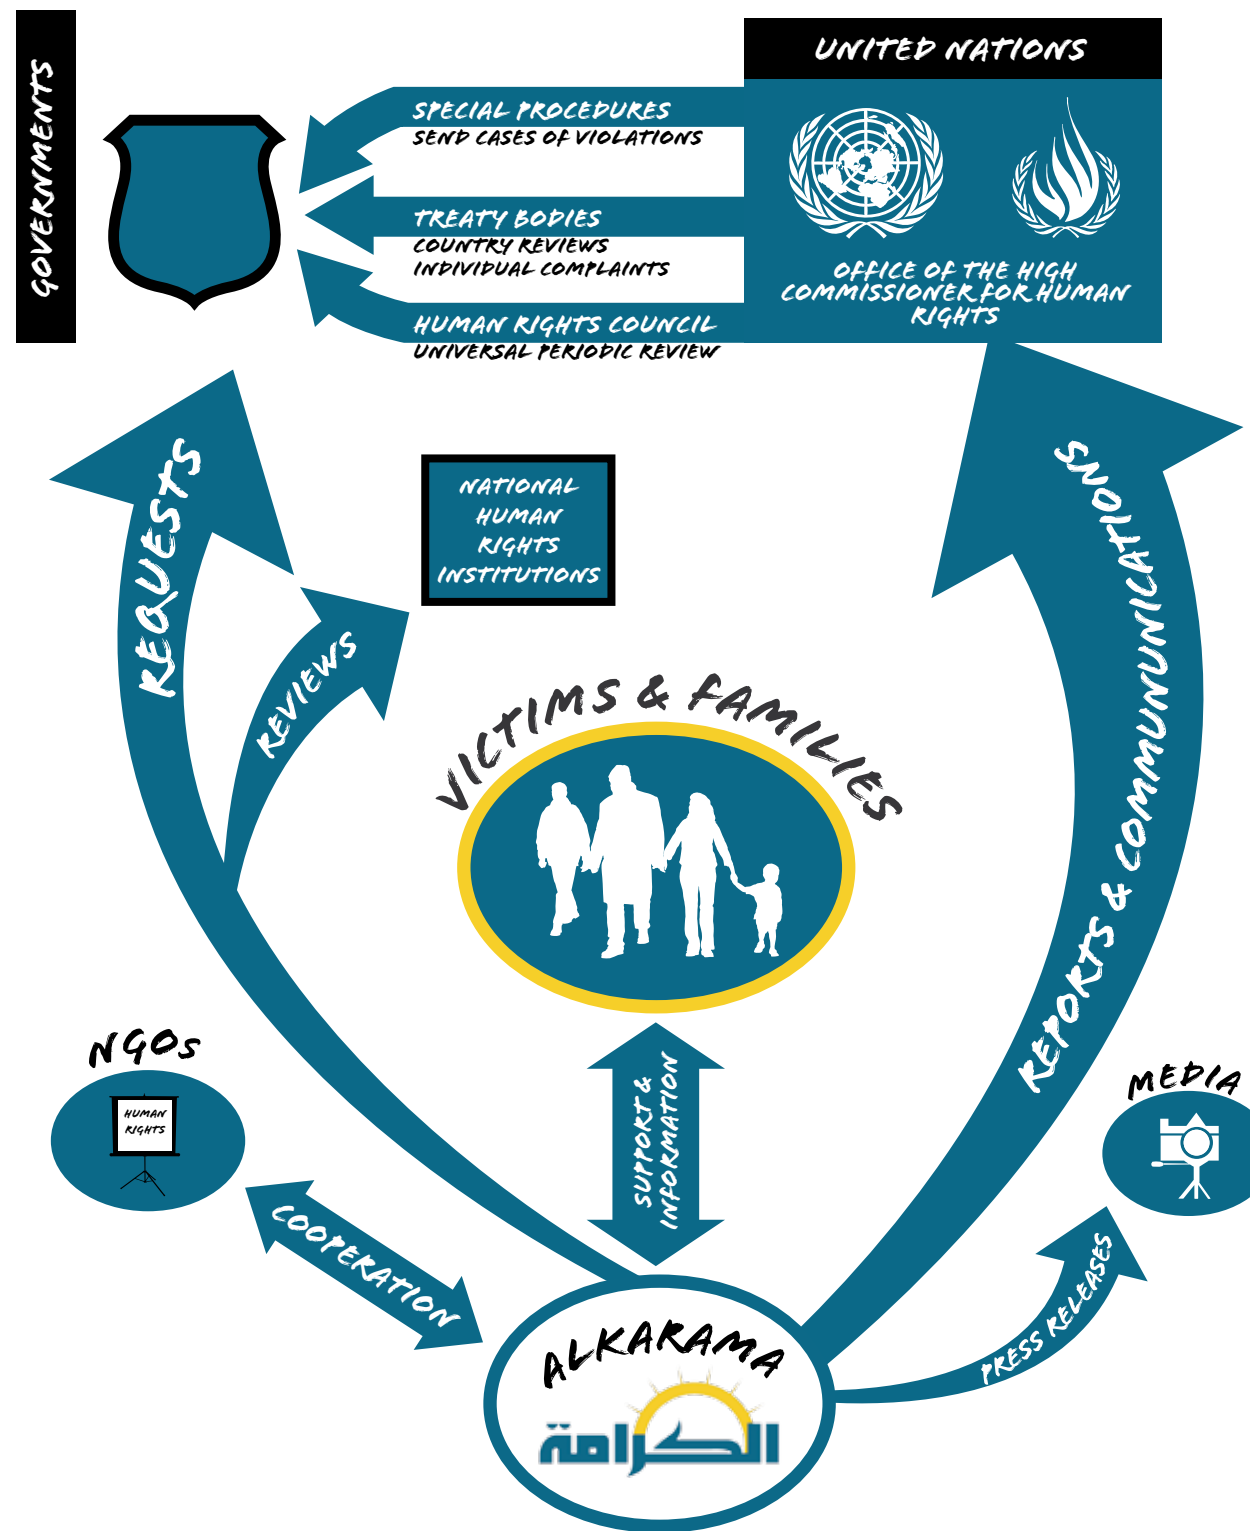 GOVERNMENTS
UNITED NATIONS
SPECIAL PROCEDURES
SEND CASES OF VIOLATIONS
TREATY BODIES
COUNTRY REVIEWS
INDIVIDUAL COMPLAINTS
HUMAN RIGHTS COUNCIL
UNIVERSAL PERIODIC REVIEW
OFFICE OF THE HIGH
COMMISSIONER FOR HUMAN
RIGHTS
REQUESTS
NATIONAL
HUMAN
RIGHTS
INSTITUTIONS
REVIEWS
REPORTS & COMMUNUNICATIONS
VICTIMS & FAMILIES
NGOs
HUMAN
RIGHTS
SUPPORT &
INFORMATION
MEDIA
COOPERATION
PRESS RELEASES
ALKARAMA
الكرامة